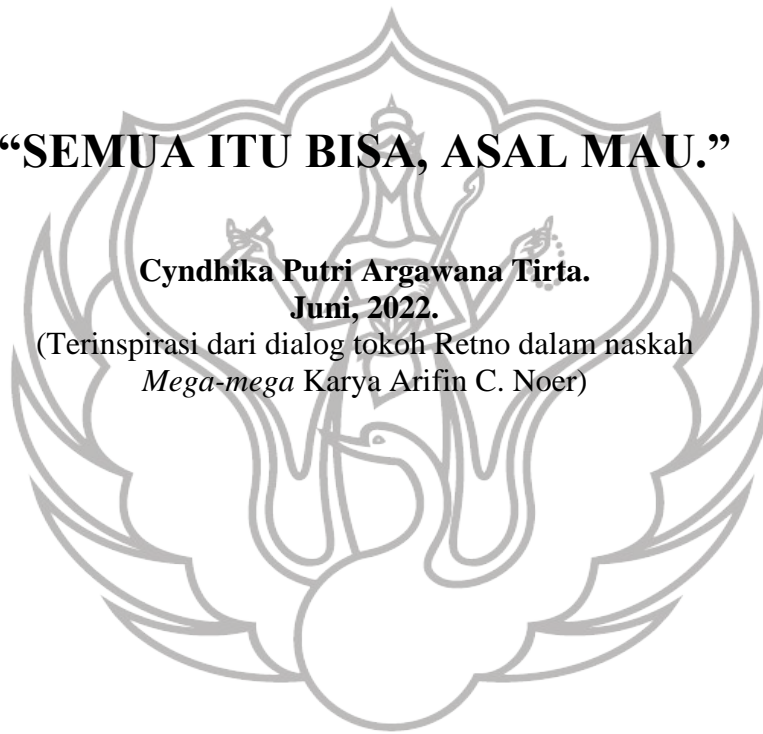 “SEMUA ITU BISA, ASAL MAU.”
Cyndhika Putri Argawana Tirta.
Juni, 2022.
(Terinspirasi dari dialog tokoh Retno dalam naskah
Mega-mega Karya Arifin C. Noer)